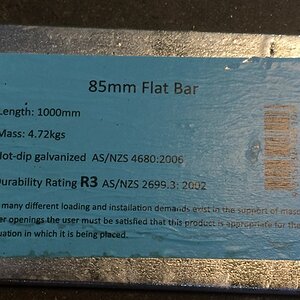 85mm Flat Bar
Length: 1000mm
Mass: 4.72kgs
Hot-dip galvanized AS/NZS 4680:2006
Durability Rating R3 AS/NZS 2699.3: 2002
many different loading and installation demands exist in the support of
openings the user must be satisfied that this product is appropriate for the
in which it is being placed.